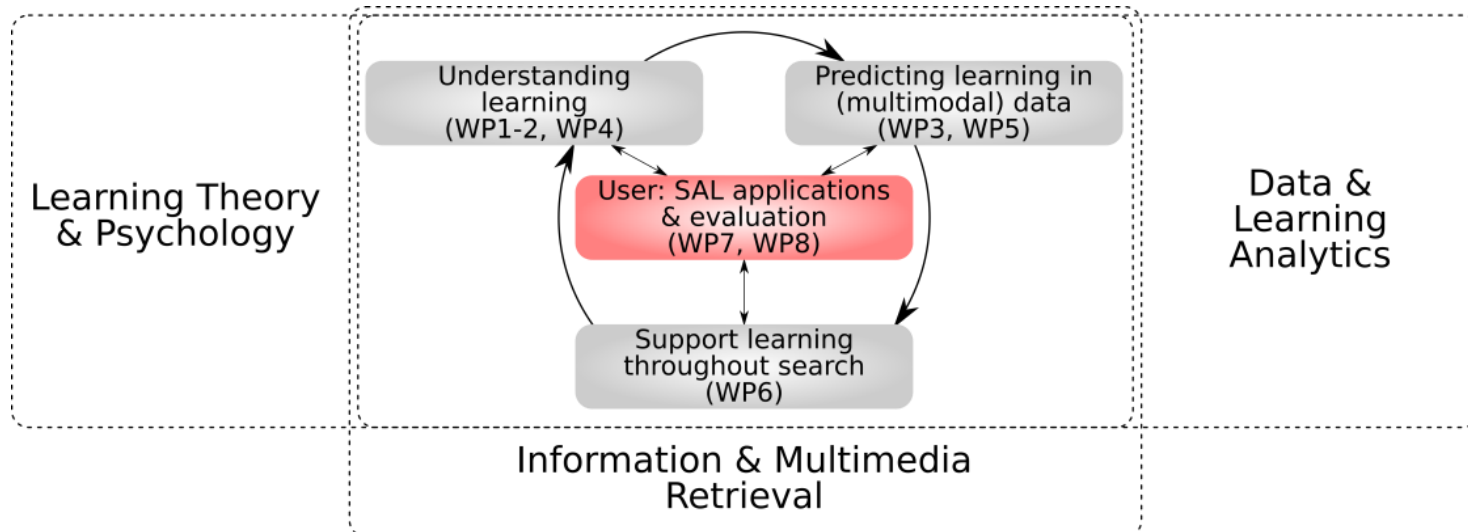 Understanding
learning
(WP1-2, WP4)
Predicting learning in
(multimodal) data
(WP3, WP5)
Learning Theory
& Psychology
User: SAL applications
& evaluation
(WP7, WP8)
Data &
Learning
Analytics
Support learning
throughout search
(WP6)
Information & Multimedia
Retrieval